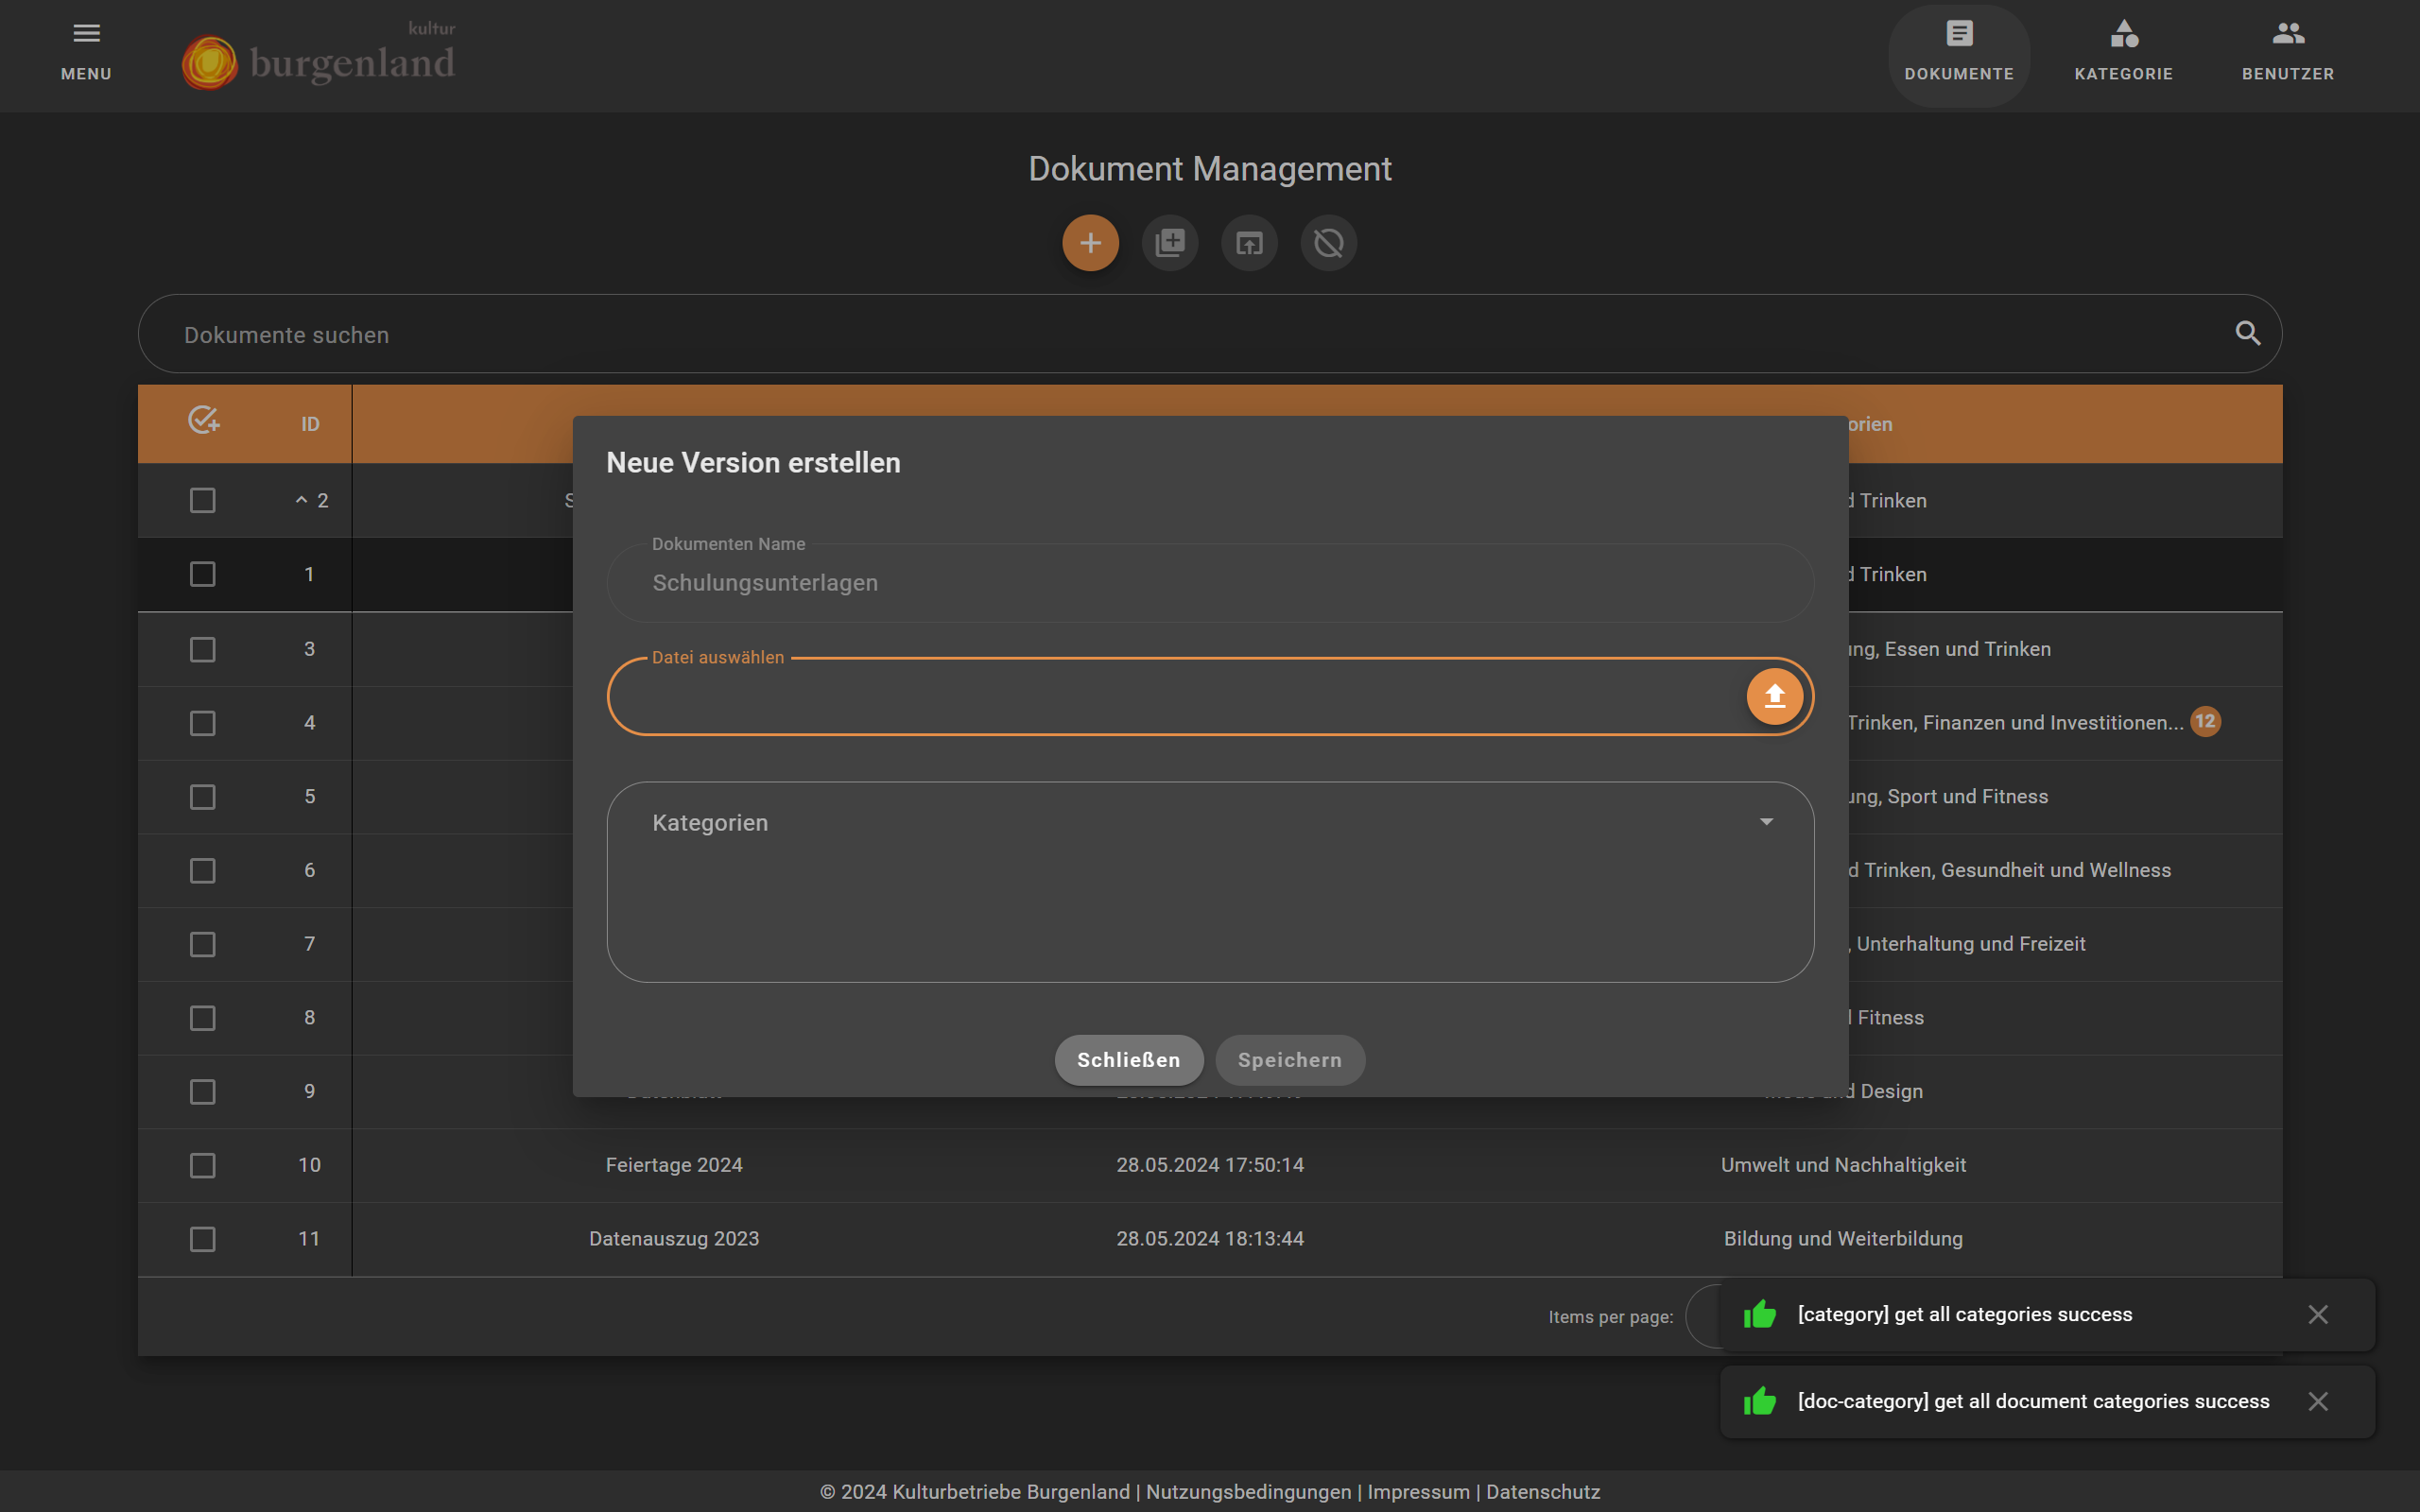 MENU
kultur
burgenland
DOKUMENTE
KATEGORIE
BENUTZER
Dokument Management
Dokumente suchen
ID
orien
2
S
d Trinken
1
d Trinken
3
ung, Essen und Trinken
4
Trinken, Finanzen und Investitionen... 12
5
ung, Sport und Fitness
6
d Trinken, Gesundheit und Wellness
7
, Unterhaltung und Freizeit
8
l Fitness
9
nd Design
10
Feiertage 2024
28.05.2024 17:50:14
Umwelt und Nachhaltigkeit
11
Datenauszug 2023
28.05.2024 18:13:44
Bildung und Weiterbildung
Items per page:
Neue Version erstellen
Dokumenten Name
Schulungsunterlagen
Datei auswählen
Kategorien
Schließen
Speichern
[category] get all categories success
[doc-category] get all document categories success
© 2024 Kulturbetriebe Burgenland | Nutzungsbedingungen | Impressum | Datenschutz